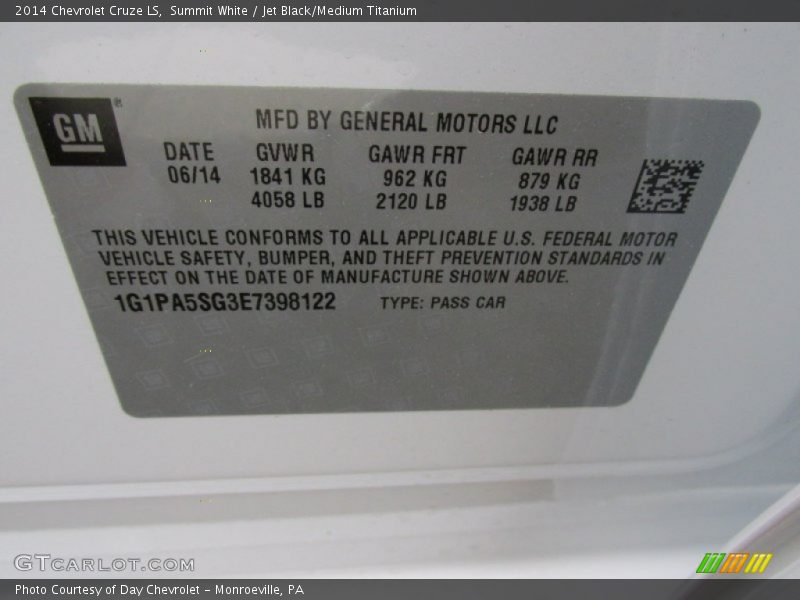 2014 Chevrolet Cruze LS,  Summit White / Jet Black/Medium Titanium
GM®
MFD BY GENERAL MOTORS LLC
DATE GVWR GAWR FRT GAWR RR
06/14 1841 KG 962 KG 879 KG
4058 LB 2120 LB 1938 LB
THIS VEHICLE CONFORMS TO ALL APPLICABLE U.S. FEDERAL MOTOR
VEHICLE SAFETY, BUMPER, AND THEFT PREVENTION STANDARDS IN
EFFECT ON THE DATE OF MANUFACTURE SHOWN ABOVE.
1G1PA5SG3E7398122 TYPE: PASS CAR
GTCARLOT.COM
Photo Courtesy of Day Chevrolet – Monroeville, PA